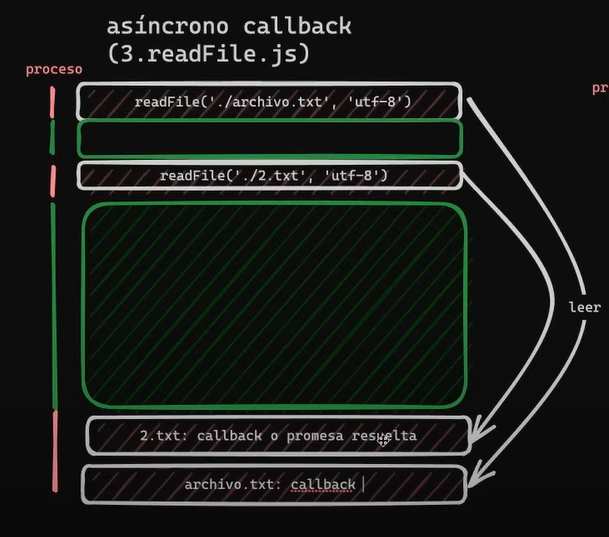 asíncrono callback
(3.readFile.js)
proceso
pr
readFile('./archivo.txt', 'utf-8')
readFile('./2.txt', 'utf-8')
leer
2.txt: callback o promesa resuelta
archivo.txt: callback